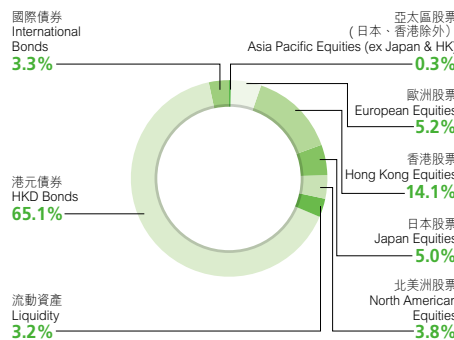 國際債券
International
Bonds
3.3%
港元債券
HKD Bonds
65.1%
流動資產
Liquidity
3.2%
亞太區股票
(日本、香港除外)
Asia Pacific Equities (ex Japan & HK)
0.3%
歐洲股票
European Equities
5.2%
香港股票
Hong Kong Equities
14.1%
日本股票
Japan Equities
5.0%
北美洲股票
North American
Equities
3.8%